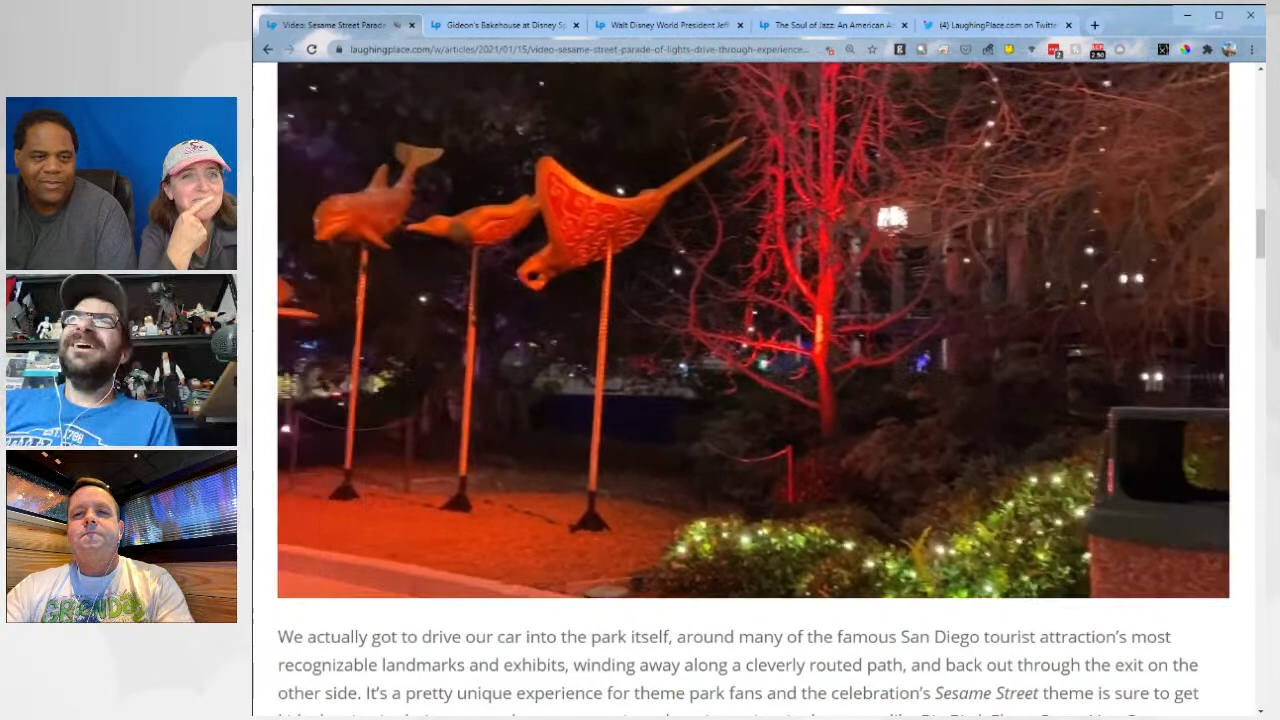 Video: Sesame Street Parade
Gideon's Bakehouse at Disney Sp
Walt Disney World President Jeff
The Soul of Jazz: An American A
(4) LaughingPlace.com on Twitte
laughingplace.com/w/articles/2021/01/15/video-sesame-street-parade-of-lights-drive-through-experience...
We actually got to drive our car into the park itself, around many of the famous San Diego tourist attraction's most
recognizable landmarks and exhibits, winding away along a cleverly routed path, and back out through the exit on the
other side. It's a pretty unique experience for theme park fans and the celebration's Sesame Street theme is sure to get